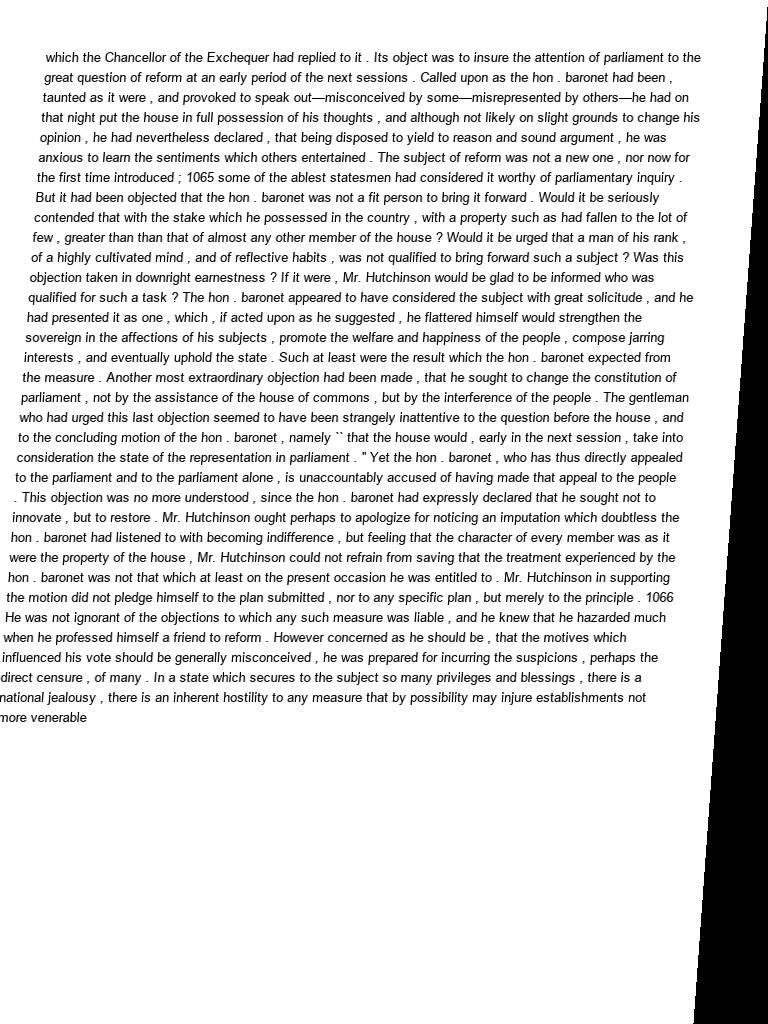 which the Chancellor of the Exchequer had replied to it . Its object was to insure the attention of parliament to the
great question of reform at an early period of the next sessions . Called upon as the hon . baronet had been ,
taunted as it were , and provoked to speak out—misconceived by some—misrepresented by others—he had on
that night put the house in full possession of his thoughts , and although not likely on slight grounds to change his
opinion , he had nevertheless declared , that being disposed to yield to reason and sound argument , he was
anxious to learn the sentiments which others entertained . The subject of reform was not a new one , nor now for
the first time introduced ; 1065 some of the ablest statesmen had considered it worthy of parliamentary inquiry .
But it had been objected that the hon . baronet was not a fit person to bring it forward . Would it be seriously
contended that with the stake which he possessed in the country , with a property such as had fallen to the lot of
few , greater than than that of almost any other member of the house ? Would it be urged that a man of his rank ,
of a highly cultivated mind , and of reflective habits , was not qualified to bring forward such a subject ? Was this
objection taken in downright earnestness ? If it were , Mr. Hutchinson would be glad to be informed who was
qualified for such a task ? The hon . baronet appeared to have considered the subject with great solicitude , and he
had presented it as one , which , if acted upon as he suggested , he flattered himself would strengthen the
sovereign in the affections of his subjects , promote the welfare and happiness of the people , compose jarring
interests , and eventually uphold the state . Such at least were the result which the hon . baronet expected from
the measure . Another most extraordinary objection had been made , that he sought to change the constitution of
parliament , not by the assistance of the house of commons , but by the interference of the people . The gentleman
who had urged this last objection seemed to have been strangely inattentive to the question before the house , and
to the concluding motion of the hon . baronet , namely `` that the house would , early in the next session , take into
consideration the state of the representation in parliament . " Yet the hon . baronet , who has thus directly appealed
to the parliament and to the parliament alone , is unaccountably accused of having made that appeal to the people
. This objection was no more understood , since the hon . baronet had expressly declared that he sought not to
innovate , but to restore . Mr. Hutchinson ought perhaps to apologize for noticing an imputation which doubtless the
hon . baronet had listened to with becoming indifference , but feeling that the character of every member was as it
were the property of the house , Mr. Hutchinson could not refrain from saving that the treatment experienced by the
hon . baronet was not that which at least on the present occasion he was entitled to . Mr. Hutchinson in supporting
the motion did not pledge himself to the plan submitted , nor to any specific plan , but merely to the principle . 1066
He was not ignorant of the objections to which any such measure was liable , and he knew that he hazarded much
when he professed himself a friend to reform . However concerned as he should be , that the motives which
influenced his vote should be generally misconceived , he was prepared for incurring the suspicions , perhaps the
direct censure , of many . In a state which secures to the subject so many privileges and blessings , there is a
national jealousy , there is an inherent hostility to any measure that by possibility may injure establishments not
more venerable